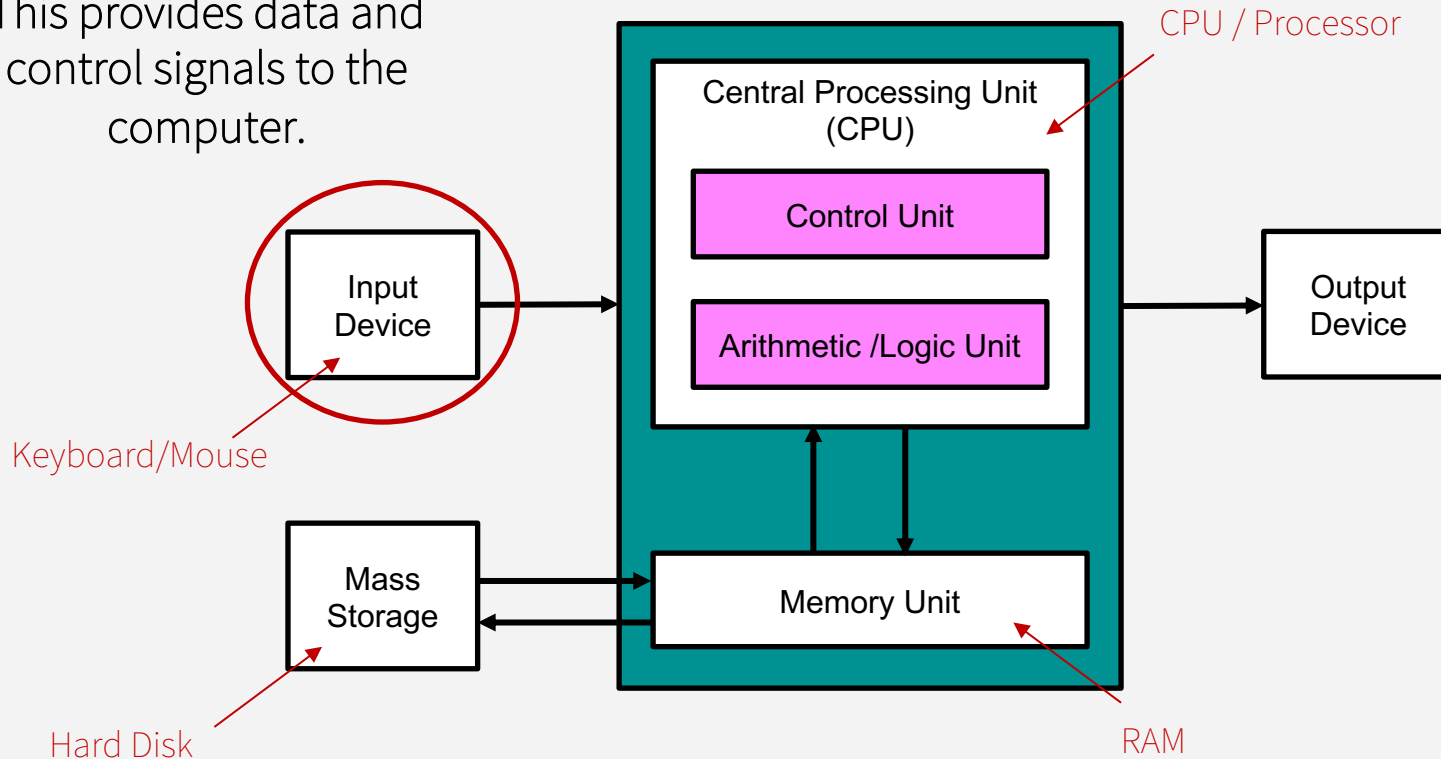 This provides data and
control signals to the
computer.
CPU / Processor
Central Processing Unit
(CPU)
Control Unit
Arithmetic /Logic Unit
Input
Device
Output
Device
Keyboard/Mouse
Mass
Storage
Memory Unit
Hard Disk
RAM